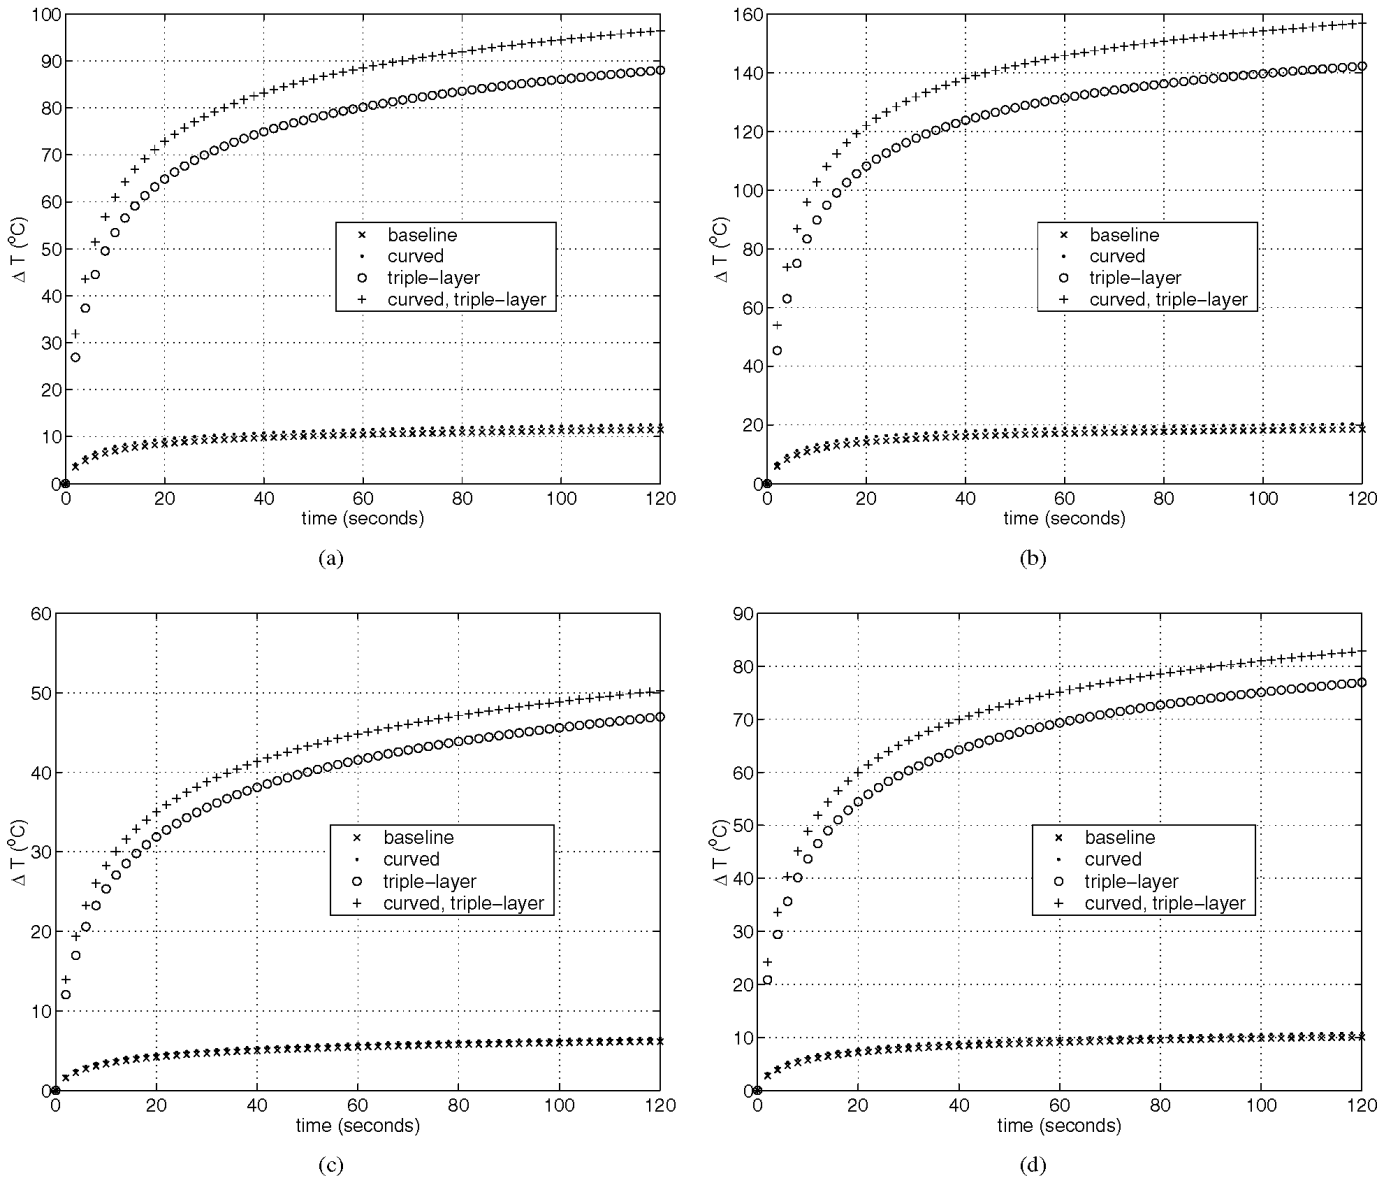 100
90
80
70
60
50
40
30
20
10
0
Δ T (°C)
baseline
curved
triple−layer
curved, triple−layer
0 20 40 60 80 100 120
time (seconds)
(a)
160
140
120
100
80
60
40
20
0
Δ T (°C)
baseline
curved
triple−layer
curved, triple−layer
0 20 40 60 80 100 120
time (seconds)
(b)
60
50
40
30
20
10
0
Δ T (°C)
baseline
curved
triple−layer
curved, triple−layer
0 20 40 60 80 100 120
time (seconds)
(c)
90
80
70
60
50
40
30
20
10
0
Δ T (°C)
baseline
curved
triple−layer
curved, triple−layer
0 20 40 60 80 100 120
time (seconds)
(d)